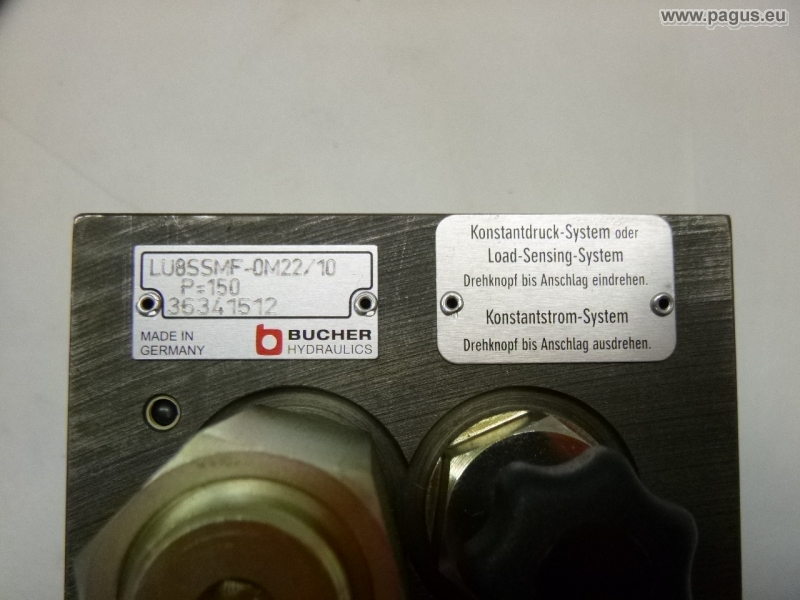 www.pagus.eu
LU8SSMF-0M22/10
P=150
36341512
MADE IN
GERMANY
BUCHER
HYDRAULICS
Konstantdruck-System oder
Load-Sensing-System
Drehknopf bis Anschlag eindrehen.
Konstantstrom-System
Drehknopf bis Anschlag ausdrehen.